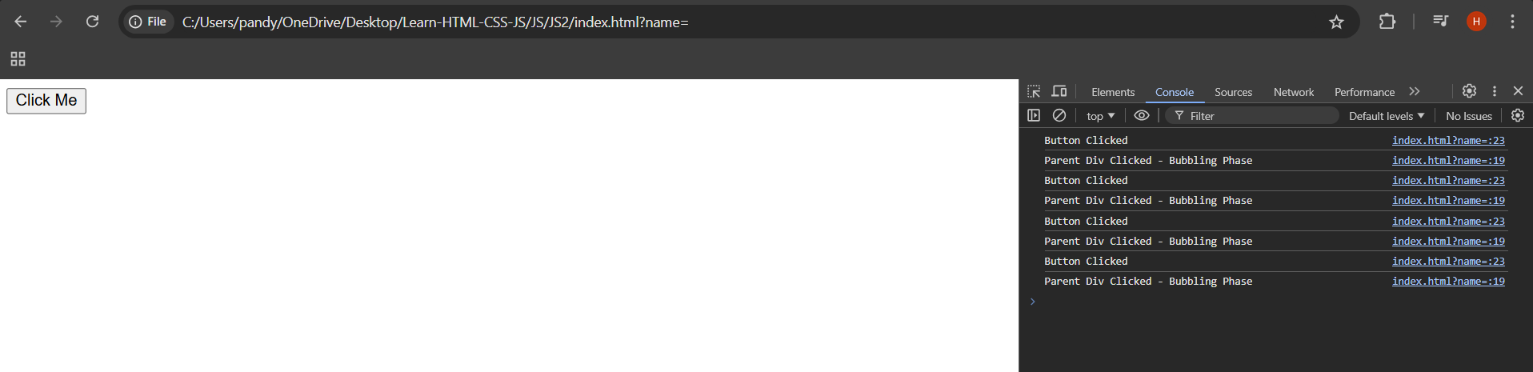 File C:/Users/pandy/OneDrive/Desktop/Learn-HTML-CSS-JS/JS/JS2/index.html?name= H
Click Me
Elements Console Sources Network Performance
top Filter Default levels No Issues
Button Clicked index.html?name=:23
Parent Div Clicked - Bubbling Phase index.html?name=:19
Button Clicked index.html?name=:23
Parent Div Clicked - Bubbling Phase index.html?name=:19
Button Clicked index.html?name=:23
Parent Div Clicked - Bubbling Phase index.html?name=:19
Button Clicked index.html?name=:23
Parent Div Clicked - Bubbling Phase index.html?name=:19